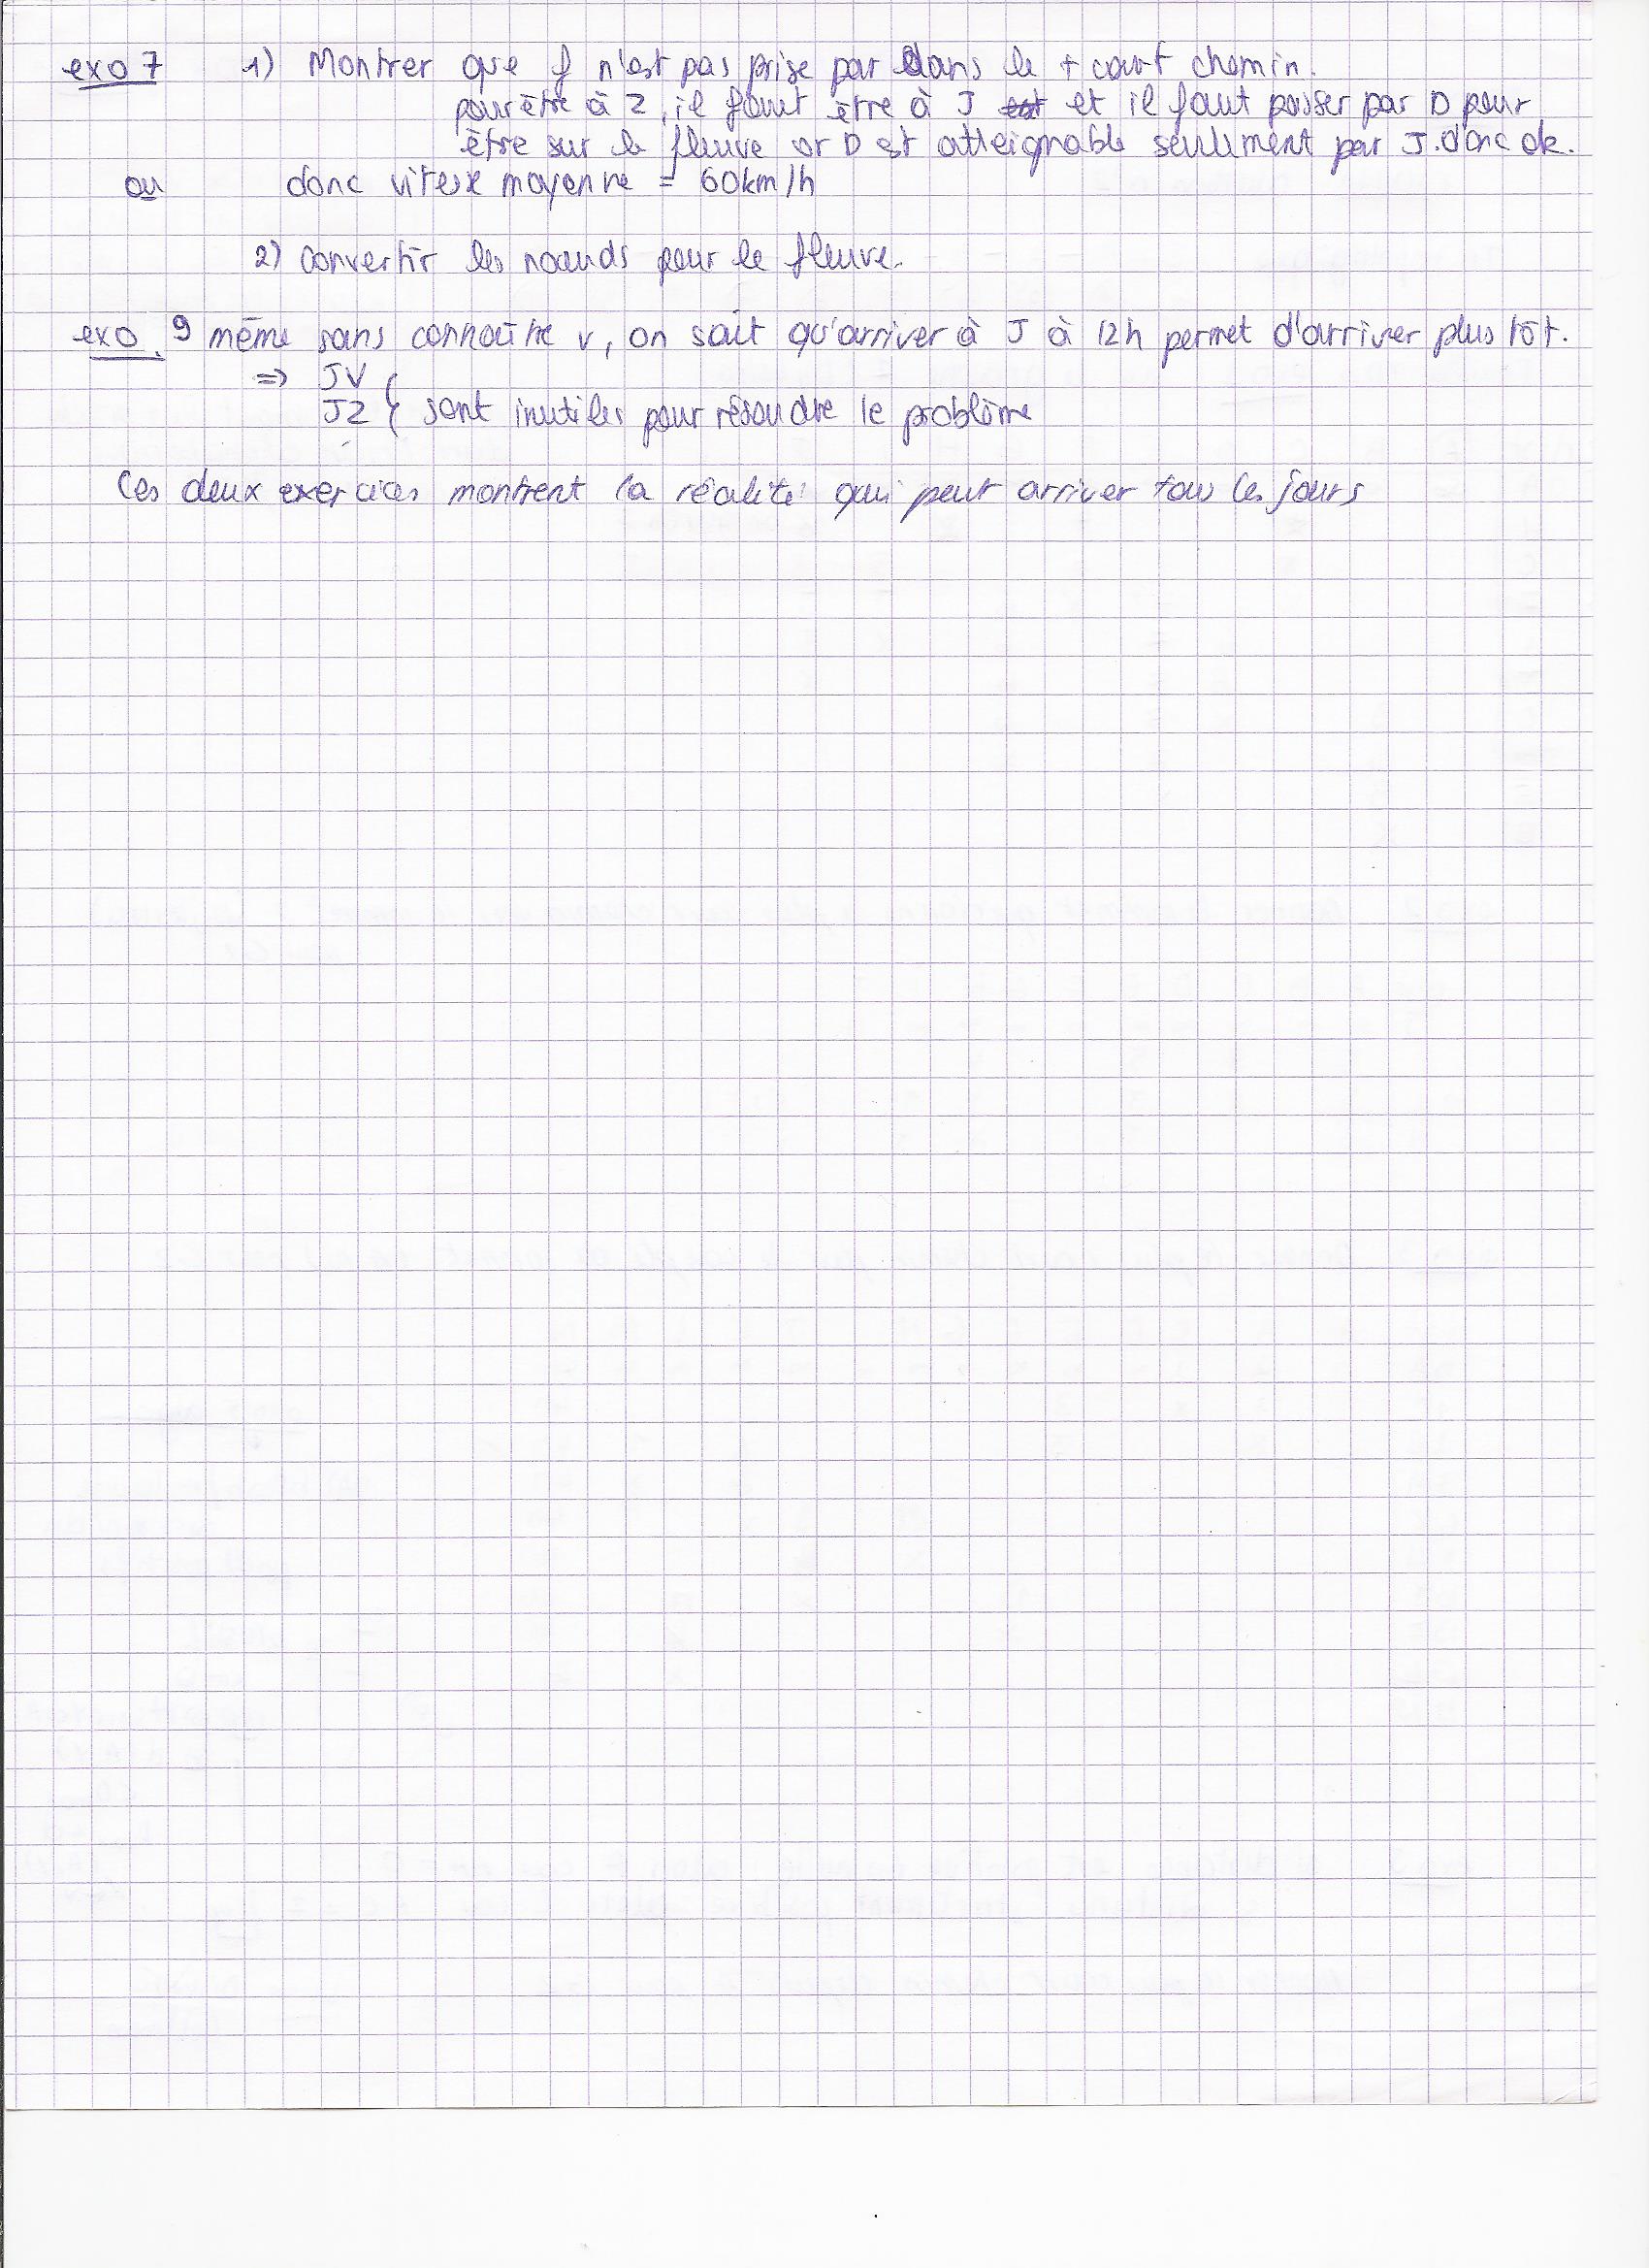 exo 7 1) Montrer que f n'est pas prise par dans le + court chemin.
pour être à Z, il faut être à J et il faut passer par D pour
être sur le fleuve or D est atteignable seulement par J. donc ok.
ou donc vitesse moyenne = 60km/h
2) convertir les nœuds pour le fleuve.
exo. 9 même sans connaître v, on sait qu'arriver à J à 12h permet d'arriver plus tôt.
=> JV
JZ } sont inutiles pour résoudre le problème
Ces deux exercices montrent la réalité qui peut arriver tous les jours